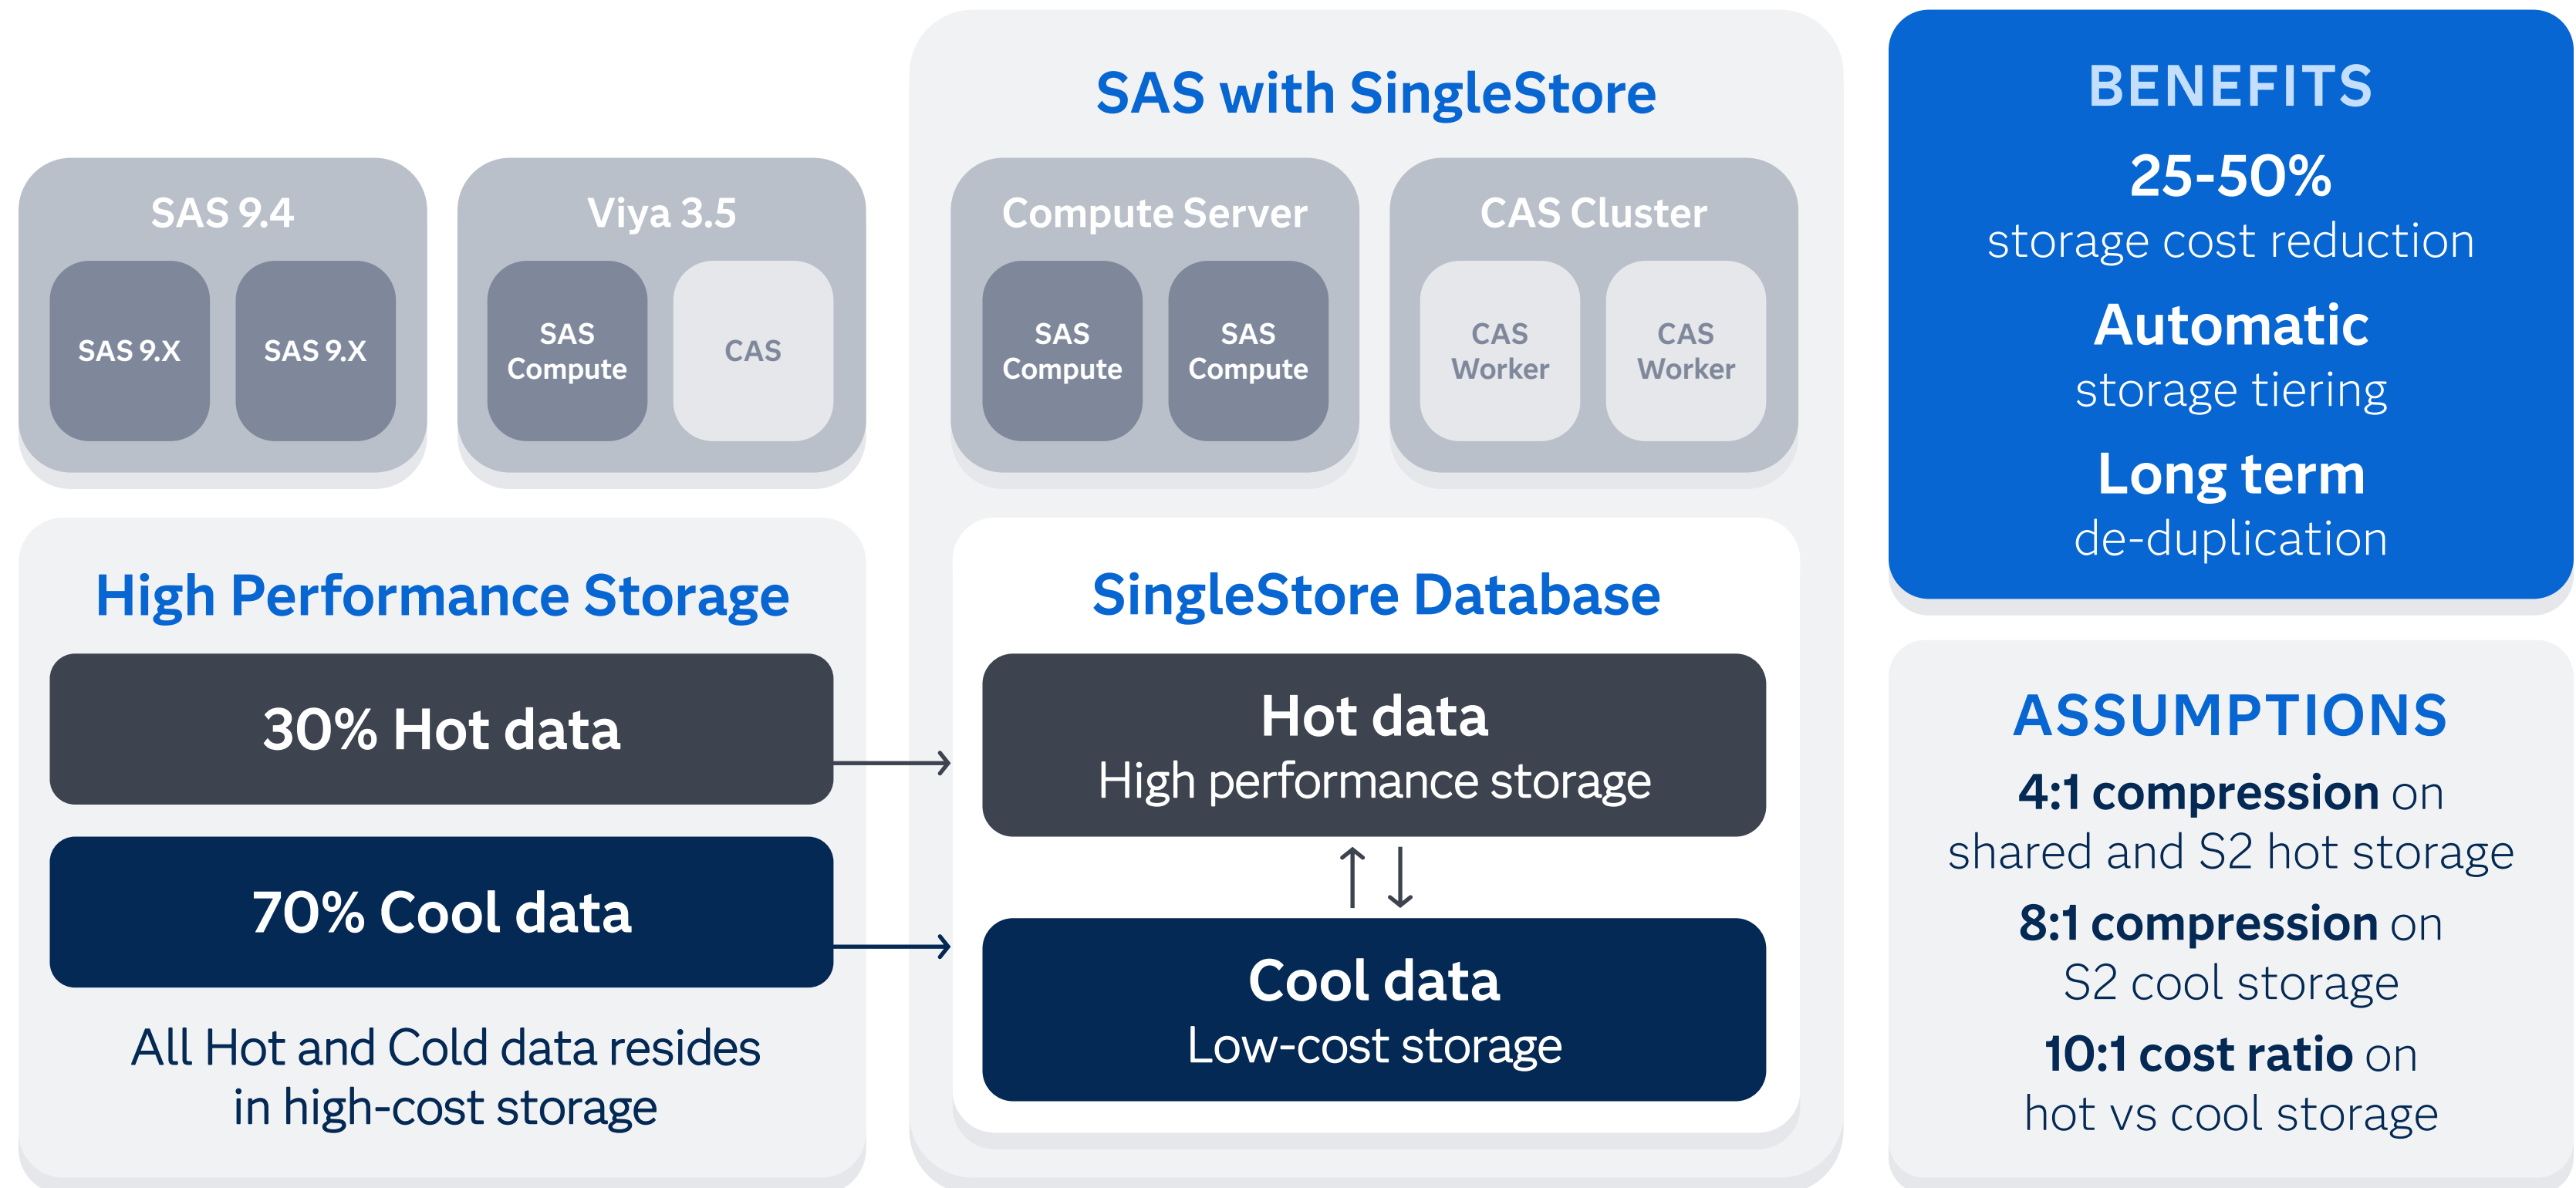 SAS 9.4
SAS 9.X
SAS 9.X
Viya 3.5
SAS
Compute
CAS
High Performance Storage
30% Hot data
70% Cool data
All Hot and Cold data resides
in high-cost storage
SAS with SingleStore
Compute Server
SAS
Compute
SAS
Compute
CAS Cluster
CAS
Worker
CAS
Worker
SingleStore Database
Hot data
High performance storage
Cool data
Low-cost storage
BENEFITS
25-50%
storage cost reduction
Automatic
storage tiering
Long term
de-duplication
ASSUMPTIONS
4:1 compression on
shared and S2 hot storage
8:1 compression on
S2 cool storage
10:1 cost ratio on
hot vs cool storage